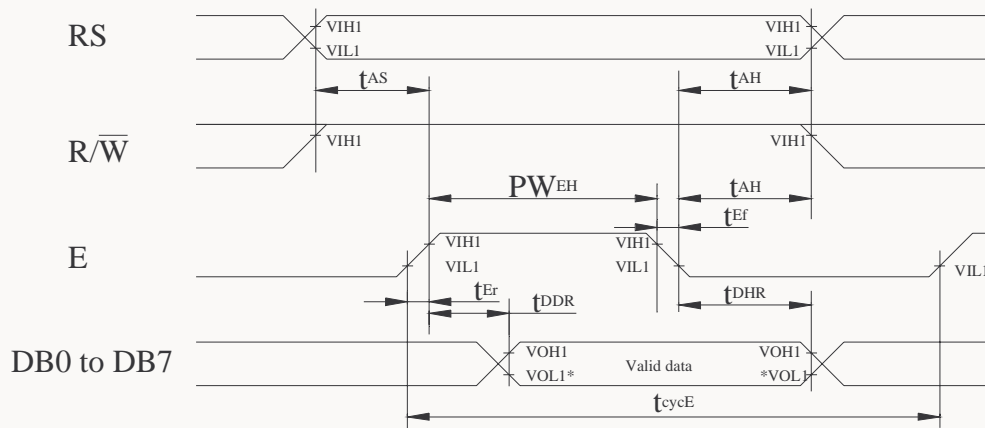 RS VIH1 VIH1
VIL1 VIL1
tAS tAH
R/W̅ VIH1 VIH1
PWEH tAH
tEf
E VIH1 VIH1
VIL1 VIL1 VIL1
tEr tDDR tDHR
DB0 to DB7 VOH1 Valid data VOH1
VOL1* *VOL1
tcycE